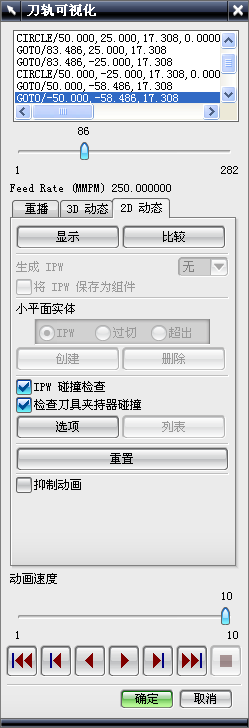 刀轨可视化
CIRCLE/50.000,25.000,17.308,0.0000
GOTO/83.486,25.000,17.308
GOTO/83.486,-25.000,17.308
CIRCLE/50.000,-25.000,17.308,0.000
GOTO/50.000,-58.486,17.308
GOTO/-50.000,-58.486,17.308
86
1 282
Feed Rate (MMPM) 250.000000
重播 3D 动态 2D 动态
显示 比较
生成 IPW 无
将 IPW 保存为组件
小平面实体
IPW 过切 超出
创建 删除
IPW 碰撞检查
检查刀具夹持器碰撞
选项 列表
重置
抑制动画
动画速度
10
1 10
确定 取消